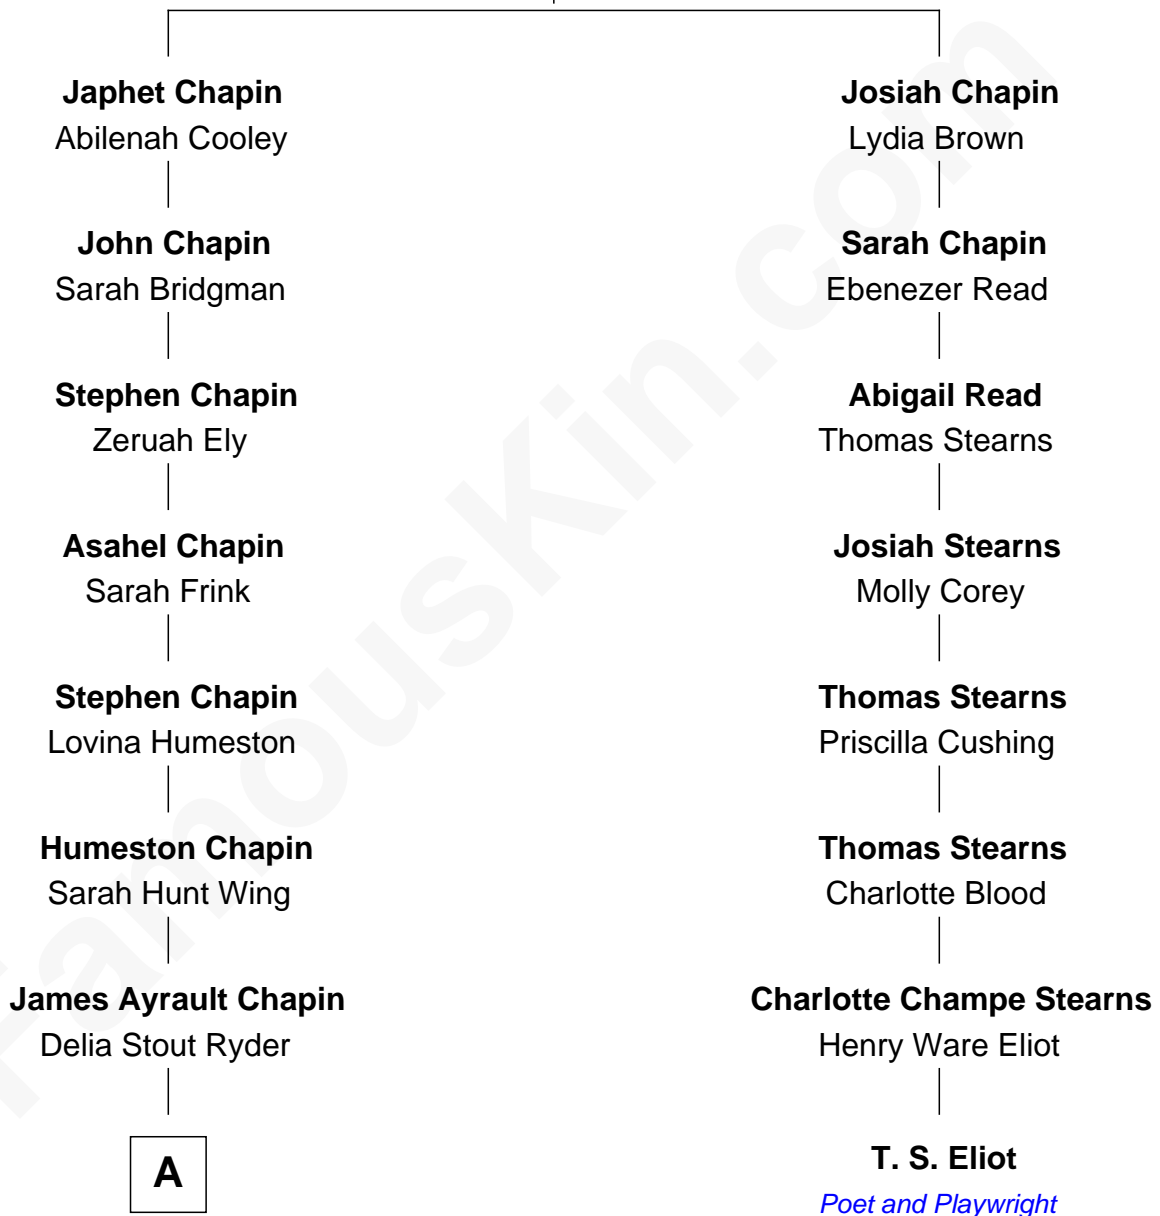 Japhet Chapin
Abilenah Cooley
John Chapin
Sarah Bridgman
Stephen Chapin
Zeruah Ely
Asahel Chapin
Sarah Frink
Stephen Chapin
Lovina Humeston
Humeston Chapin
Sarah Hunt Wing
James Ayrault Chapin
Delia Stout Ryder
A
Josiah Chapin
Lydia Brown
Sarah Chapin
Ebenezer Read
Abigail Read
Thomas Stearns
Josiah Stearns
Molly Corey
Thomas Stearns
Priscilla Cushing
Thomas Stearns
Charlotte Blood
Charlotte Champe Stearns
Henry Ware Eliot
T. S. Eliot
Poet and Playwright
FamousKin.com